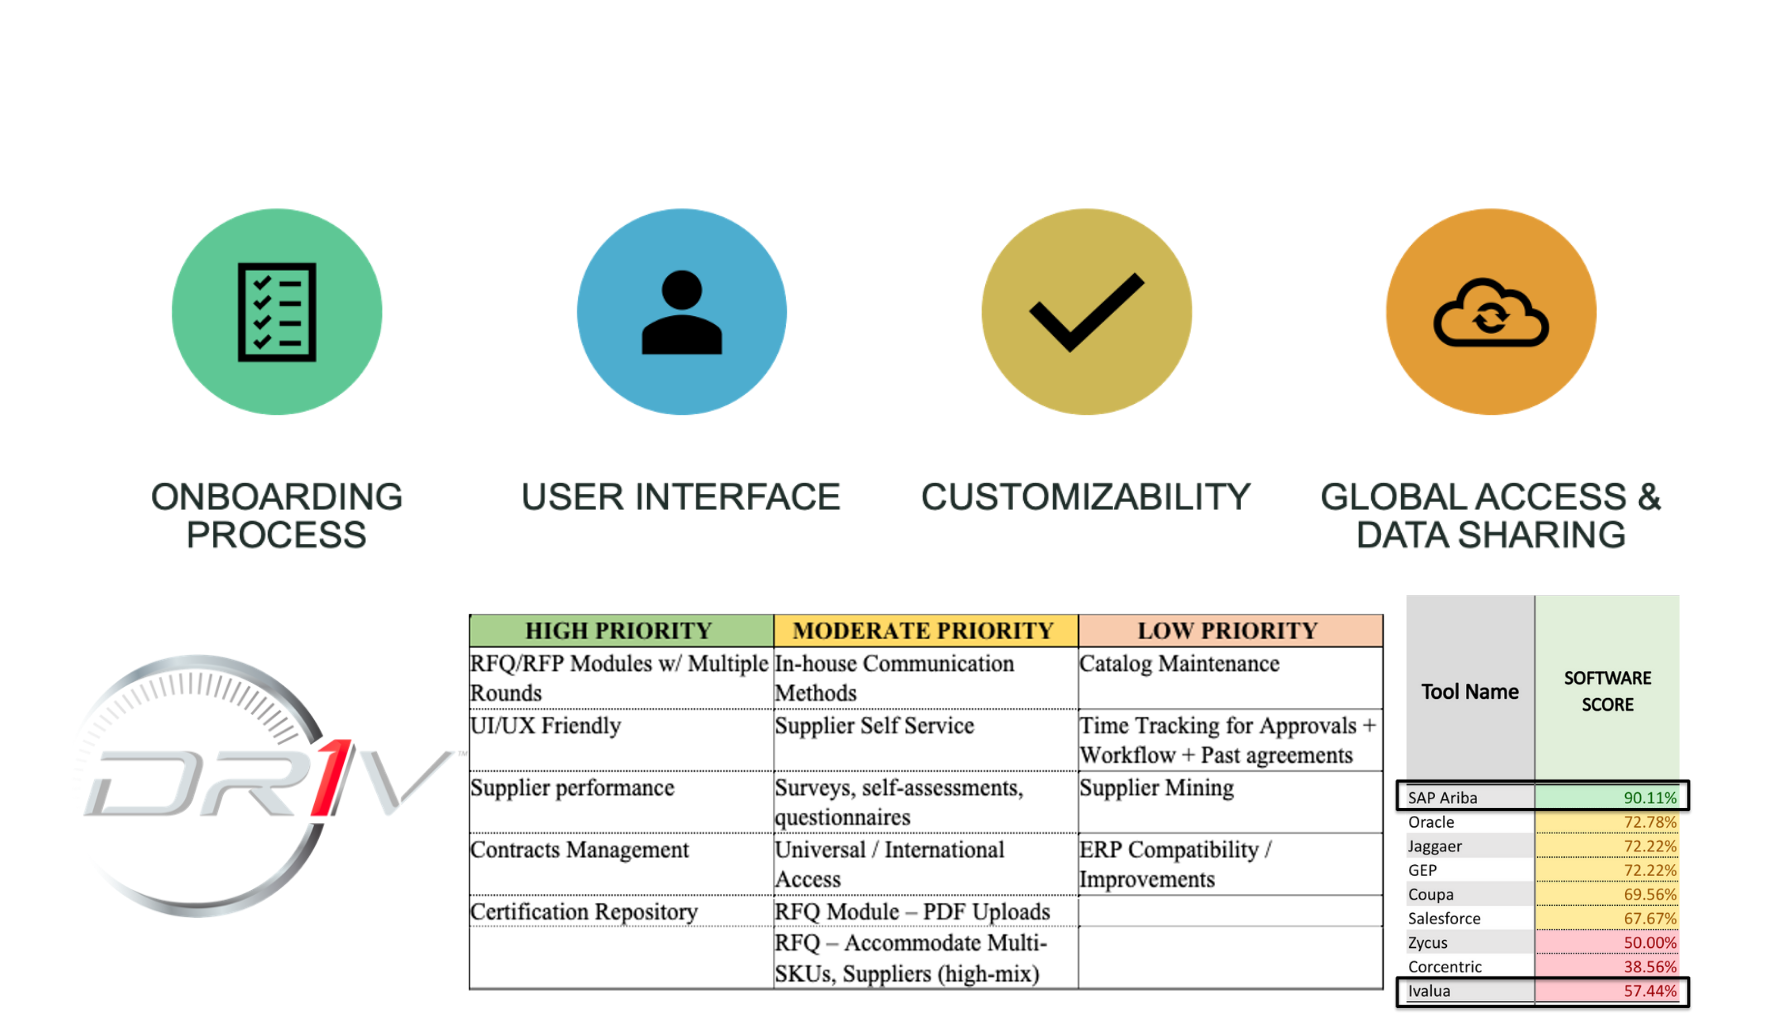 ONBOARDING
PROCESS
USER INTERFACE
CUSTOMIZABILITY
GLOBAL ACCESS &
DATA SHARING
DR1V™
HIGH PRIORITY
MODERATE PRIORITY
LOW PRIORITY
RFQ/RFP Modules w/ Multiple
Rounds
In-house Communication
Methods
Catalog Maintenance
UI/UX Friendly
Supplier Self Service
Time Tracking for Approvals +
Workflow + Past agreements
Supplier performance
Surveys, self-assessments,
questionnaires
Supplier Mining
Contracts Management
Universal / International
Access
ERP Compatibility /
Improvements
Certification Repository
RFQ Module – PDF Uploads
RFQ – Accommodate Multi-
SKUs, Suppliers (high-mix)
Tool Name
SOFTWARE
SCORE
SAP Ariba 90.11%
Oracle 72.78%
Jaggaer 72.22%
GEP 72.22%
Coupa 69.56%
Salesforce 67.67%
Zycus 50.00%
Corcentric 38.56%
Ivalua 57.44%